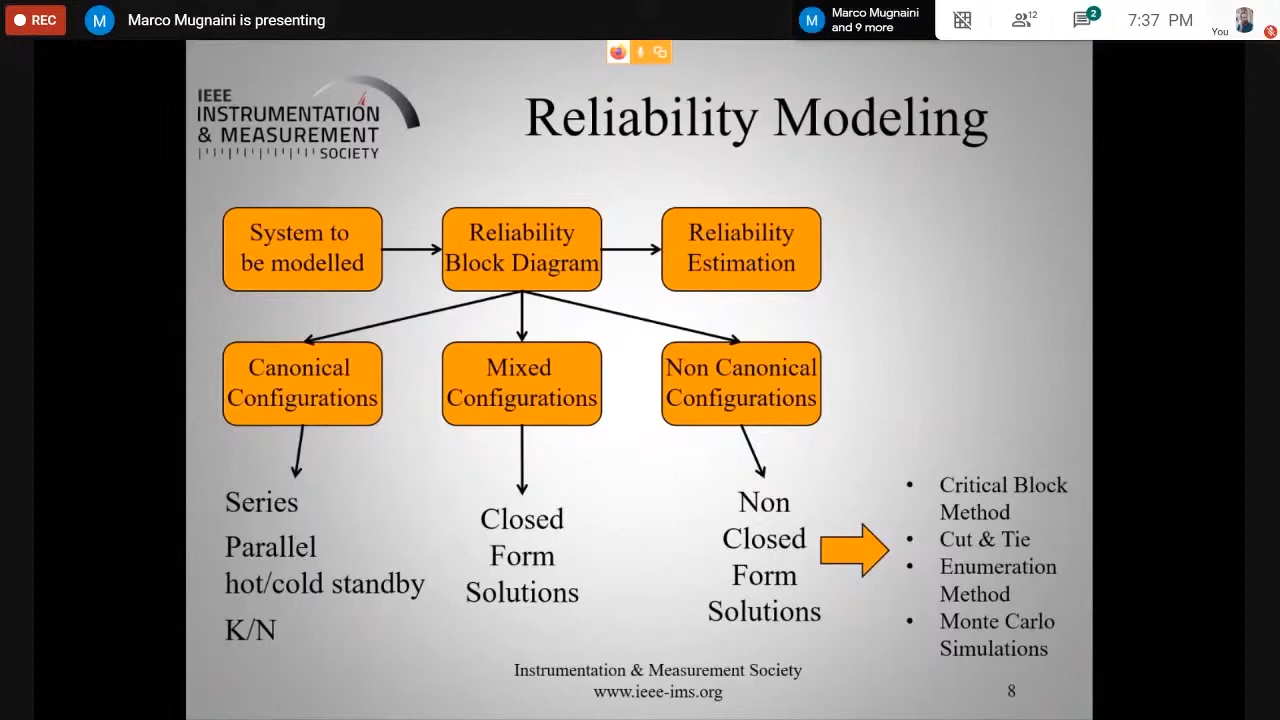 REC
M
Marco Mugnaini is presenting
M
Marco Mugnaini
and 9 more
12
2
7:37 PM
You
IEEE
INSTRUMENTATION
& MEASUREMENT
SOCIETY
Reliability Modeling
System to
be modelled
Reliability
Block Diagram
Reliability
Estimation
Canonical
Configurations
Mixed
Configurations
Non Canonical
Configurations
Series
Parallel
hot/cold standby
K/N
Closed
Form
Solutions
Non
Closed
Form
Solutions
• Critical Block
Method
• Cut & Tie
• Enumeration
Method
• Monte Carlo
Simulations
Instrumentation & Measurement Society
www.ieee-ims.org
8